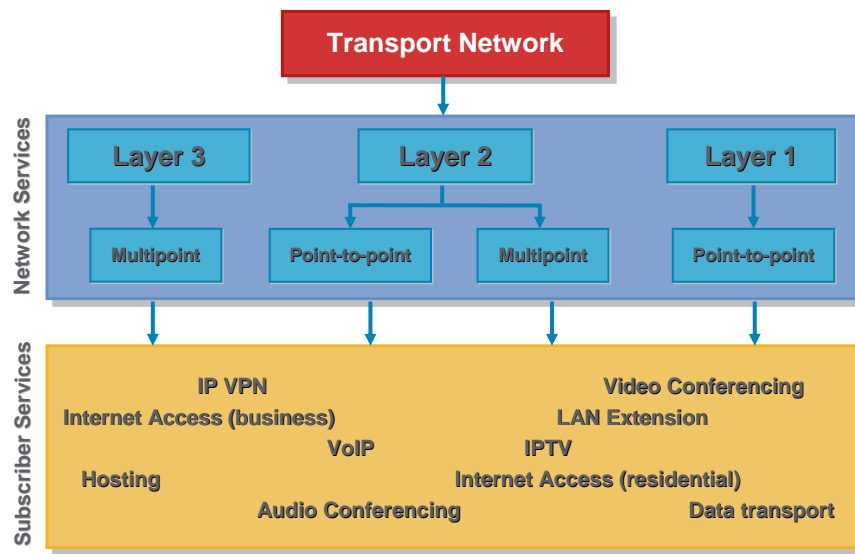 Transport Network
Network Services
Layer 3
Layer 2
Layer 1
Multipoint
Point-to-point
Multipoint
Point-to-point
Subscriber Services
IP VPN
Video Conferencing
Internet Access (business)
LAN Extension
VoIP
IPTV
Hosting
Internet Access (residential)
Audio Conferencing
Data transport